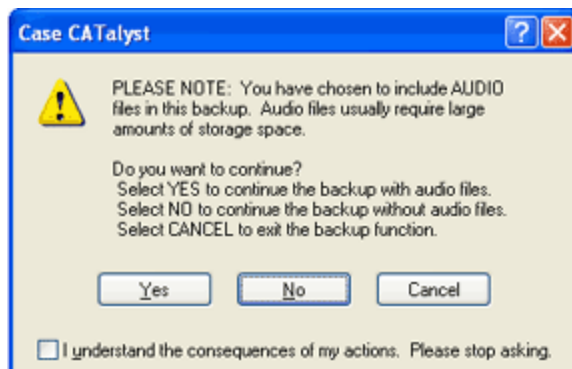 Case CATalyst
PLEASE NOTE: You have chosen to include AUDIO
files in this backup. Audio files usually require large
amounts of storage space.
Do you want to continue?
Select YES to continue the backup with audio files.
Select NO to continue the backup without audio files.
Select CANCEL to exit the backup function.
Yes No Cancel
I understand the consequences of my actions. Please stop asking.